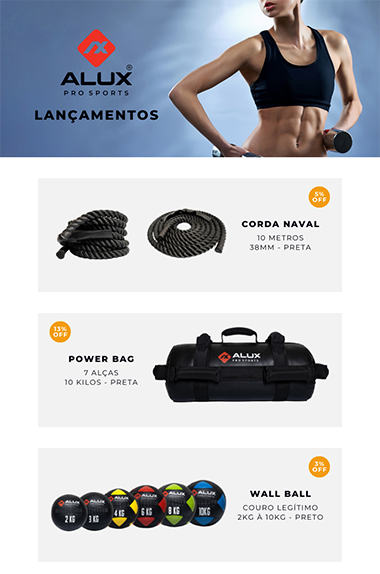 ALUX®
PRO SPORTS
LANÇAMENTOS
5%
OFF
CORDA NAVAL
10 METROS
38MM - PRETA
13%
OFF
POWER BAG
7 ALÇAS
10 KILOS - PRETA
ALUX
PRO SPORTS
3%
OFF
WALL BALL
COURO LEGÍTIMO
2KG À 10KG - PRETO
ALUX
2 KG
ALUX
3 KG
ALUX
4 KG
ALUX
6 KG
ALUX
8 KG
ALUX
10KG